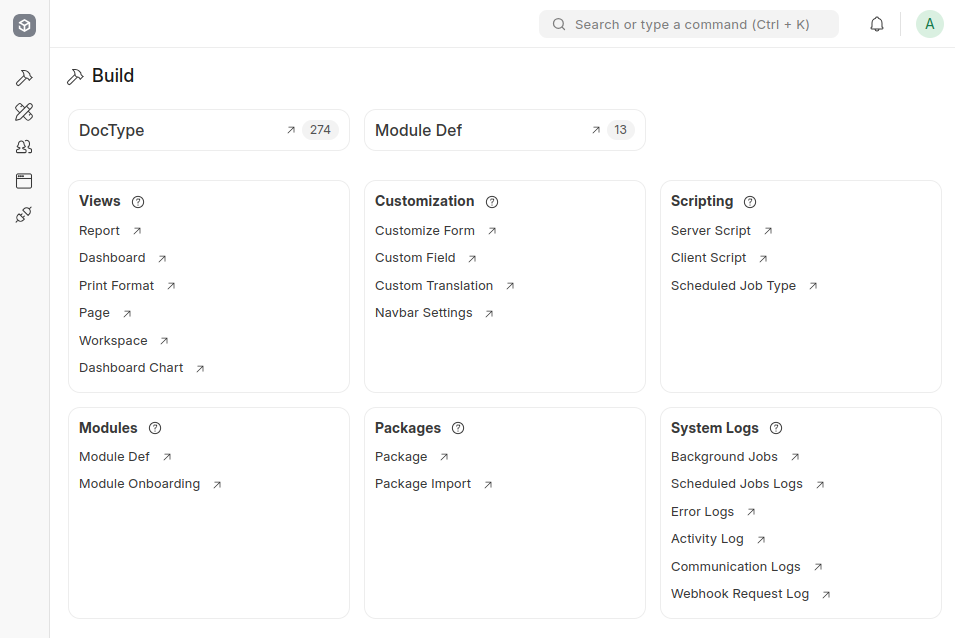 Search or type a command (Ctrl + K)
A
Build
DocType 274
Module Def 13
Views
Report
Dashboard
Print Format
Page
Workspace
Dashboard Chart
Customization
Customize Form
Custom Field
Custom Translation
Navbar Settings
Scripting
Server Script
Client Script
Scheduled Job Type
Modules
Module Def
Module Onboarding
Packages
Package
Package Import
System Logs
Background Jobs
Scheduled Jobs Logs
Error Logs
Activity Log
Communication Logs
Webhook Request Log